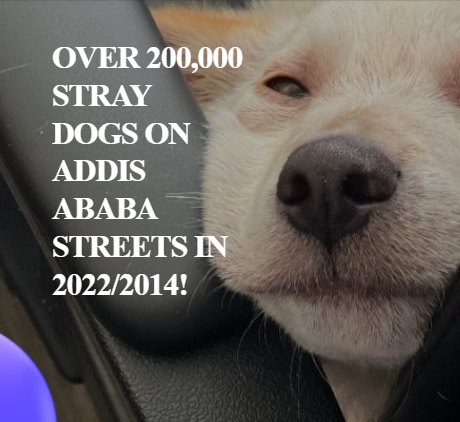 OVER 200,000
STRAY
DOGS ON
ADDIS
ABABA
STREETS IN
2022/2014!